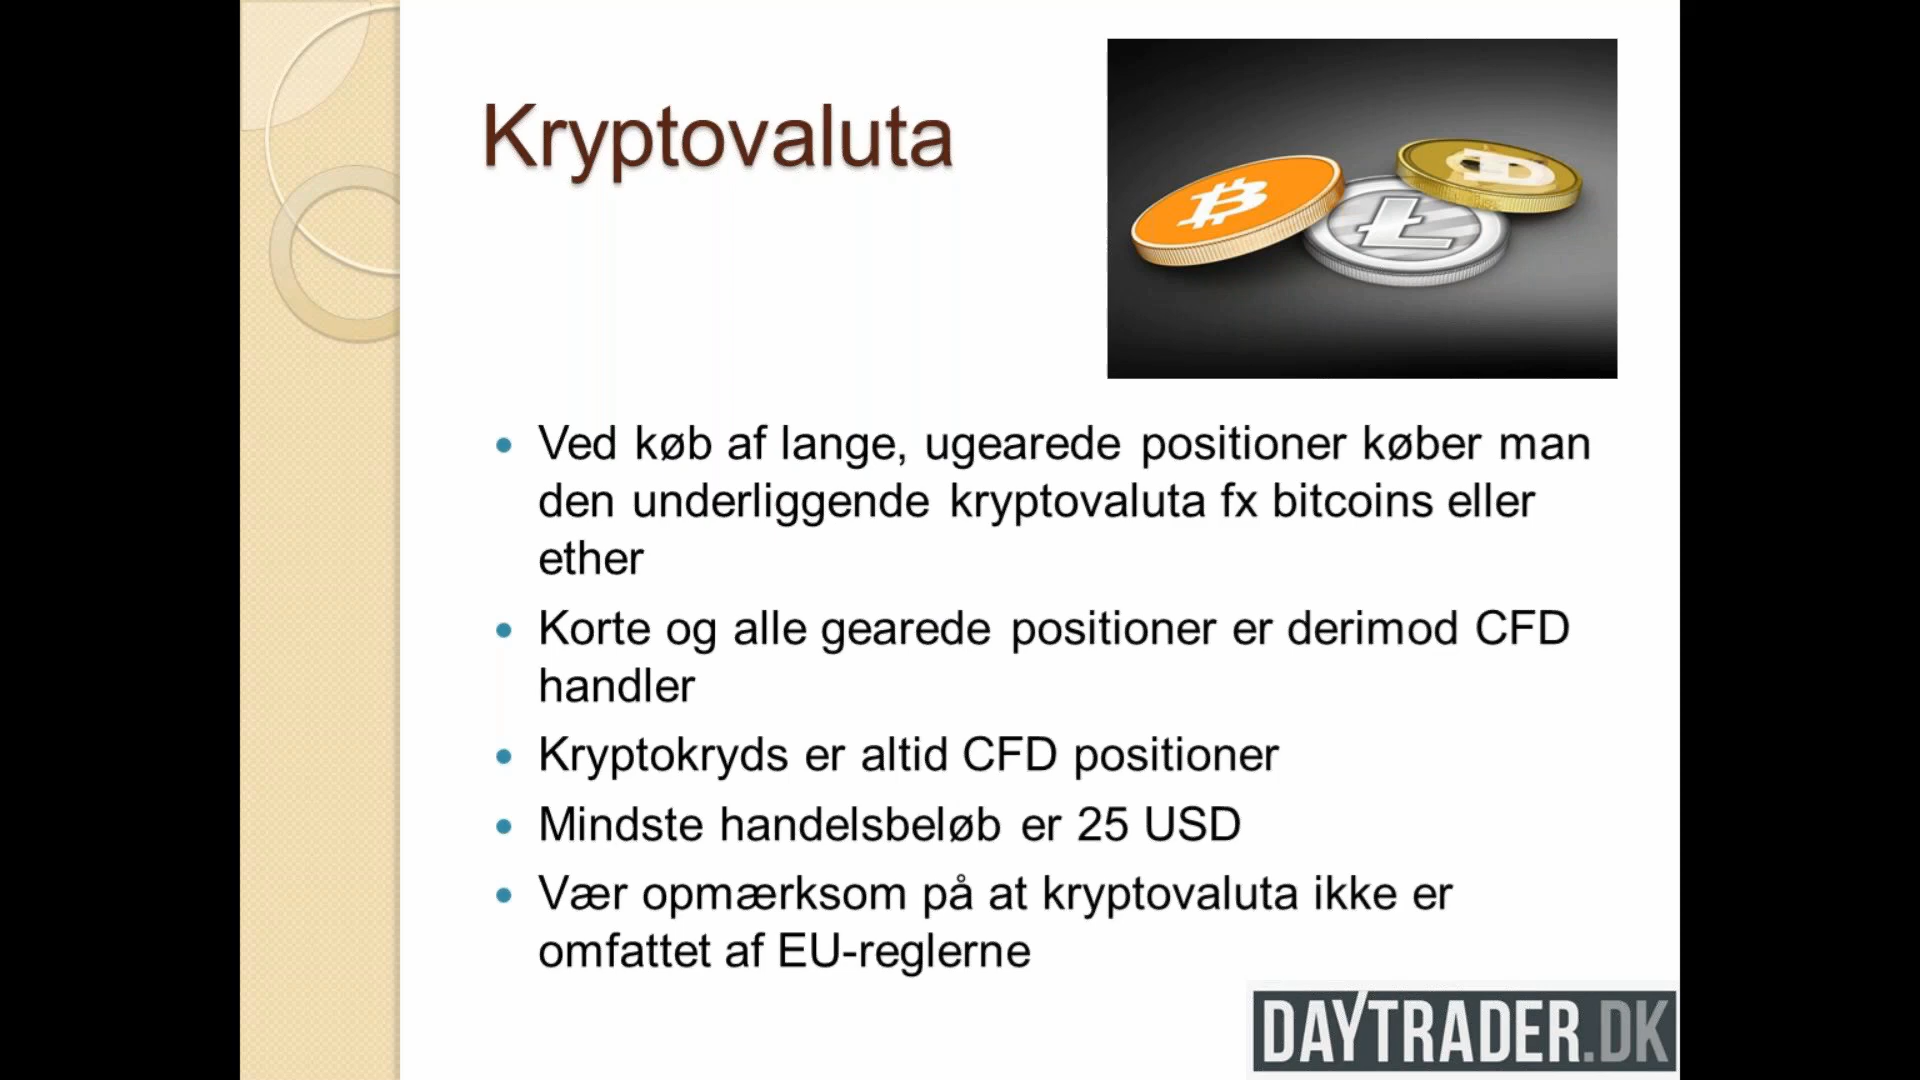 Kryptovaluta
Ved køb af lange, ugearede positioner køber man
den underliggende kryptovaluta fx bitcoins eller
ether
Korte og alle gearede positioner er derimod CFD
handler
Kryptokryds er altid CFD positioner
Mindste handelsbeløb er 25 USD
Vær opmærksom på at kryptovaluta ikke er
omfattet af EU-reglerne
DAYTRADER.DK